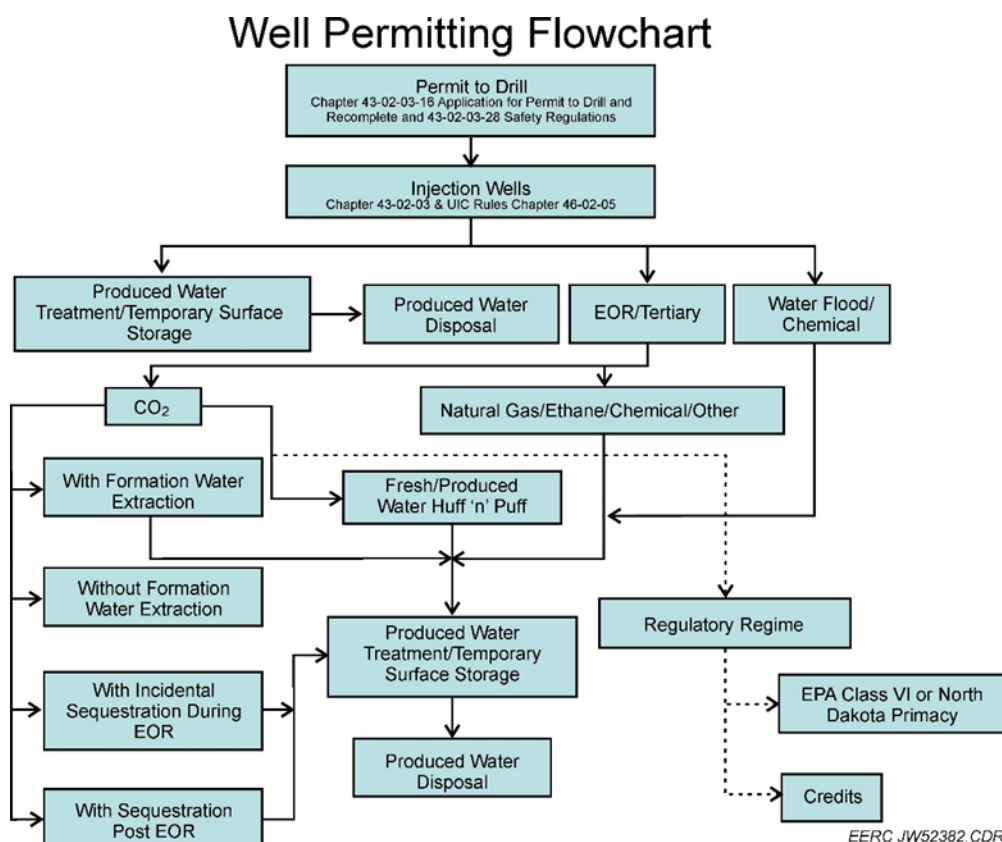 Well Permitting Flowchart
Permit to Drill
Chapter 43-02-03-16 Application for Permit to Drill and
Recomplete and 43-02-03-28 Safety Regulations
Injection Wells
Chapter 43-02-03 & UIC Rules Chapter 46-02-05
Produced Water
Treatment/Temporary Surface
Storage
Produced Water
Disposal
EOR/Tertiary
Water Flood/
Chemical
CO₂
Natural Gas/Ethane/Chemical/Other
With Formation Water
Extraction
Fresh/Produced
Water Huff ‘n’ Puff
Without Formation
Water Extraction
Produced Water
Treatment/Temporary
Surface Storage
Regulatory Regime
With Incidental
Sequestration During
EOR
EPA Class VI or North
Dakota Primacy
Produced Water
Disposal
With Sequestration
Post EOR
Credits
EERC JW52382.CDR